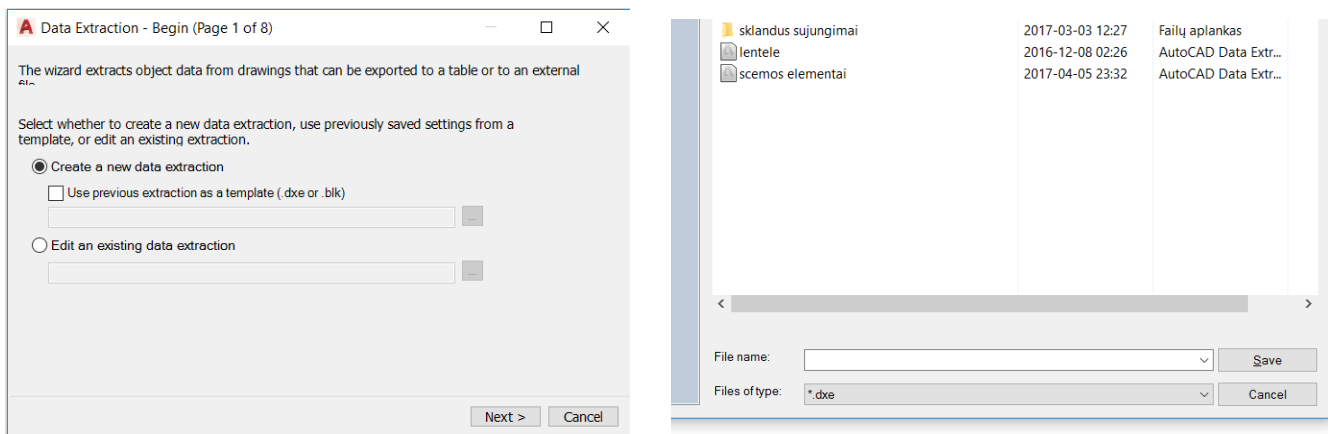 Data Extraction - Begin (Page 1 of 8)
The wizard extracts object data from drawings that can be exported to a table or to an external
file.
Select whether to create a new data extraction, use previously saved settings from a
template, or edit an existing extraction.
Create a new data extraction
Use previous extraction as a template (.dxe or .blk)
...
Edit an existing data extraction
...
Next >
Cancel
sklandus sujungimai 2017-03-03 12:27 Failų aplankas
lentele 2016-12-08 02:26 AutoCAD Data Extr...
scemos elementai 2017-04-05 23:32 AutoCAD Data Extr...
File name:
Save
Files of type: *.dxe
Cancel